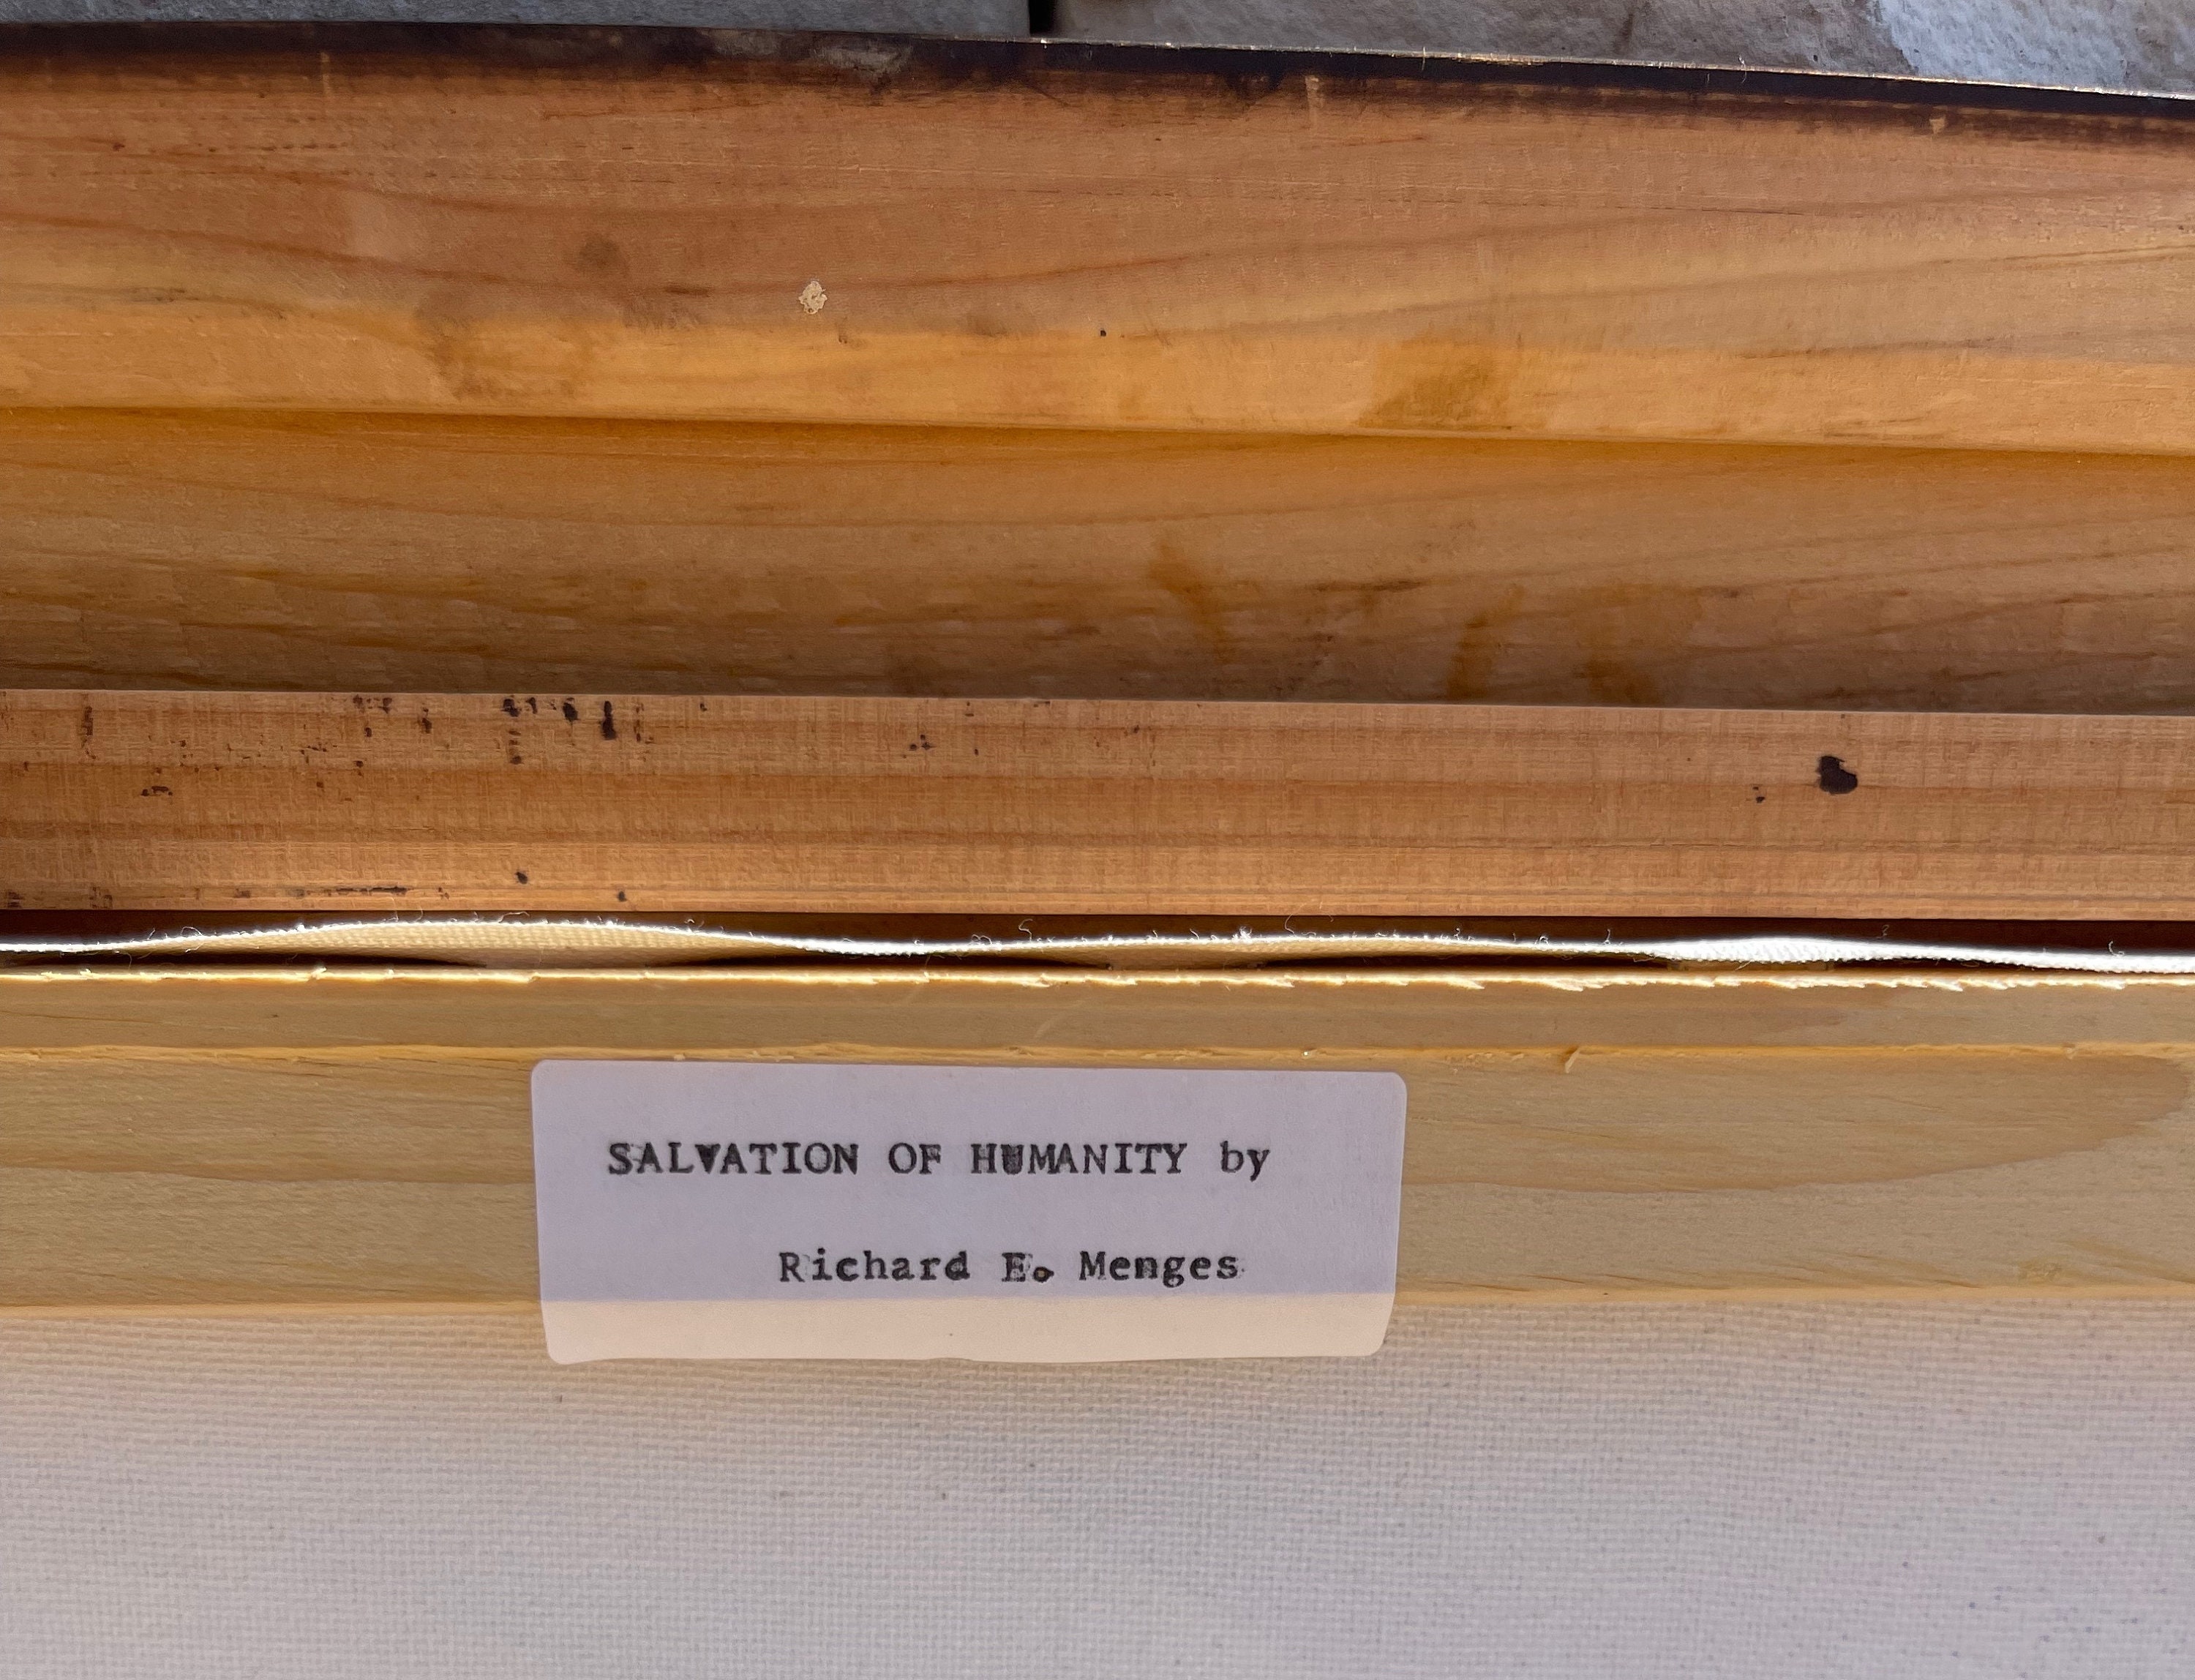 SALVATION OF HUMANITY by
Richard E. Menges